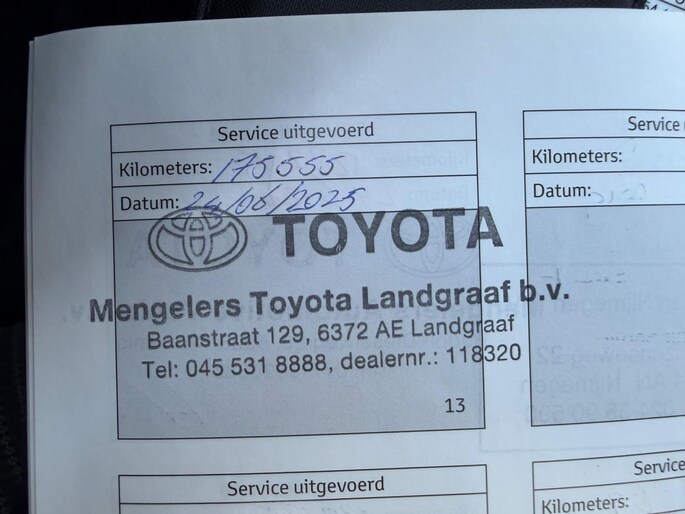 Service uitgevoerd
Kilometers: 175555
Datum: 24/06/2025
TOYOTA
Mengelers Toyota Landgraaf b.v.
Baanstraat 129, 6372 AE Landgraaf
Tel: 045 531 8888, dealernr.: 118320
13
Service
Kilometers:
Datum:
Service uitgevoerd
Service
Kilometers: